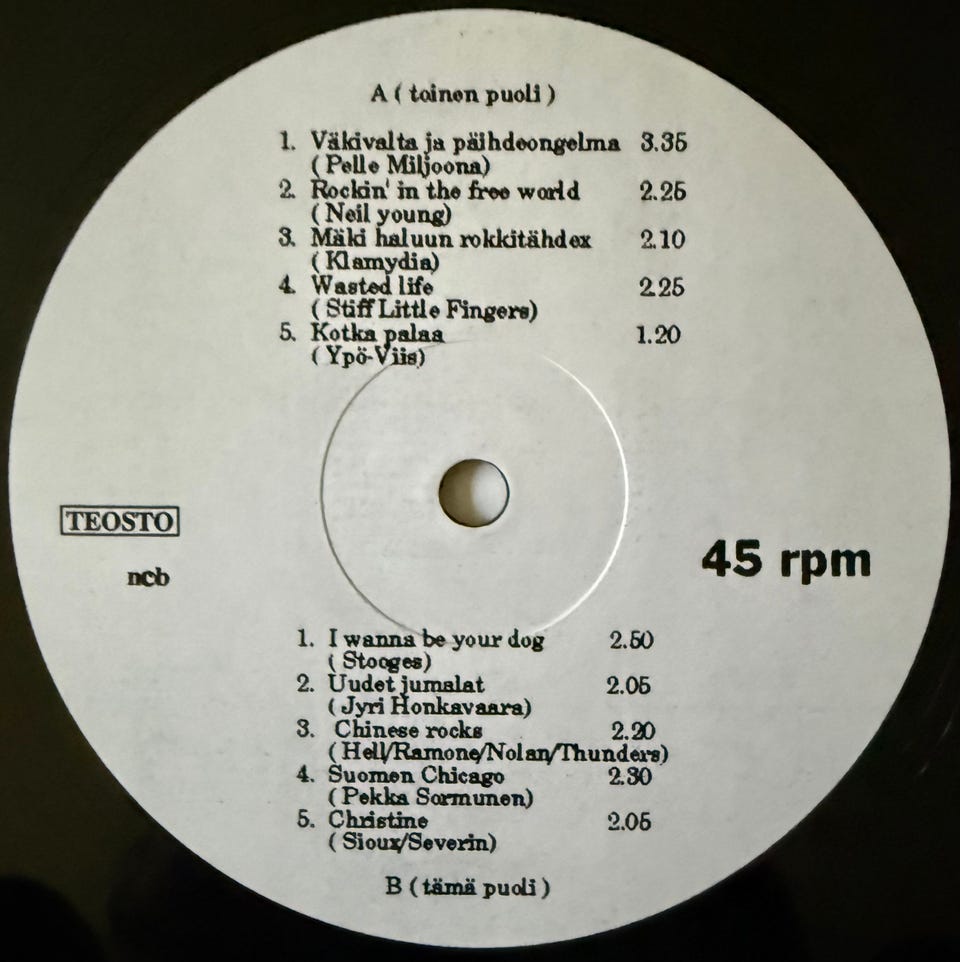 A ( toinen puoli )
1. Väkivalta ja päihdeongelma 3.35
( Pelle Miljoona)
2. Rockin' in the free world 2.25
( Neil young)
3. Mäki haluun rokkitähdex 2.10
( Klamydia)
4. Wasted life 2.25
( Stiff Little Fingers)
5. Kotka palaa 1.20
( Ypö-Viis)
TEOSTO
ncb
45 rpm
1. I wanna be your dog 2.50
( Stooges)
2. Uudet jumalat 2.05
( Jyri Honkavaara)
3. Chinese rocks 2.20
( Hell/Ramone/Nolan/Thunders)
4. Suomen Chicago 2.30
( Pekka Sormunen)
5. Christine 2.05
( Sioux/Severin)
B ( tämä puoli )